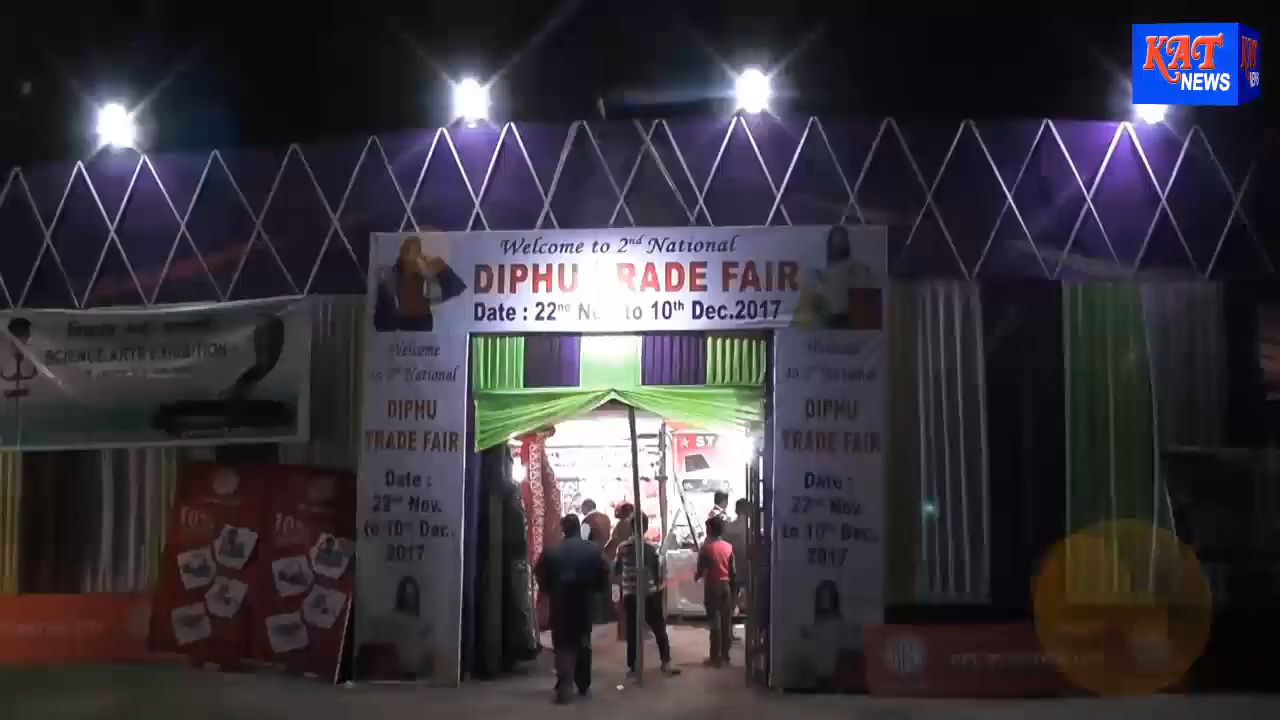 KAT
NEWS
Welcome to 2nd National
DIPHU TRADE FAIR
Date : 22nd Nov. to 10th Dec.2017
SCIENCE ARTS EXHIBITION
Welcome
to 2nd National
DIPHU
TRADE FAIR
Date :
22nd Nov.
to 10th Dec.
2017
Welcome
to 2nd National
DIPHU
TRADE FAIR
Date :
22nd Nov.
to 10th Dec.
2017
★ STA